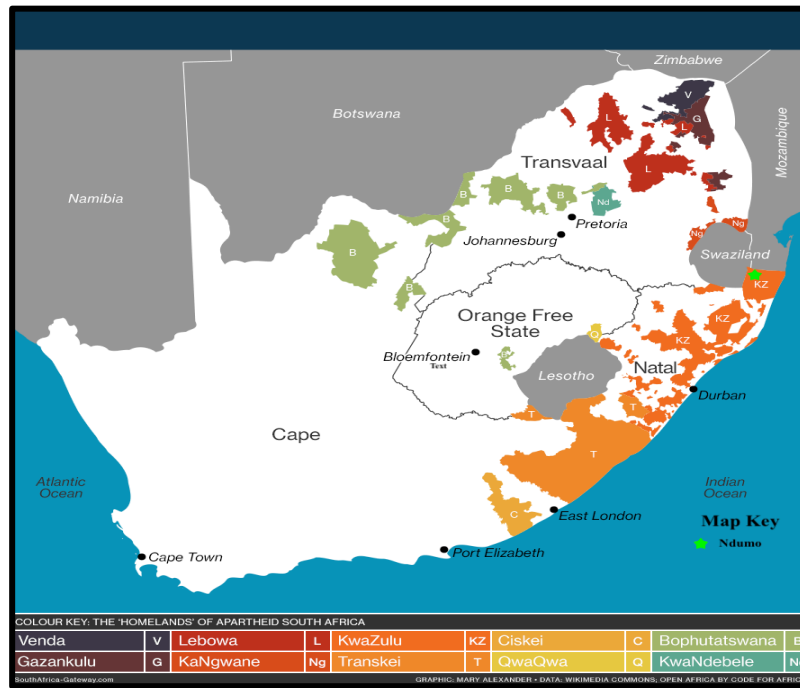 Zimbabwe
Botswana
Mozambique
Namibia
V
G
L
L
L
Transvaal
B
B
B
B
B
B
B
Nd
Pretoria
Johannesburg
Ng
Ng
Swaziland
KZ
KZ
KZ
Orange Free
State
Q
Bloemfontein
Text
Lesotho
Natal
Durban
T
T
T
Cape
C
Atlantic
Ocean
Indian
Ocean
East London
Port Elizabeth
Cape Town
Map Key
Ndumo
COLOUR KEY: THE 'HOMELANDS' OF APARTHEID SOUTH AFRICA
Venda V Lebowa L KwaZulu KZ Ciskei C Bophutatswana B
Gazankulu G KaNgwane Ng Transkei T QwaQwa Q KwaNdebele Nd
SouthAfrica-Gateway.com GRAPHIC: MARY ALEXANDER • DATA: WIKIMEDIA COMMONS; OPEN AFRICA BY CODE FOR AFRIC